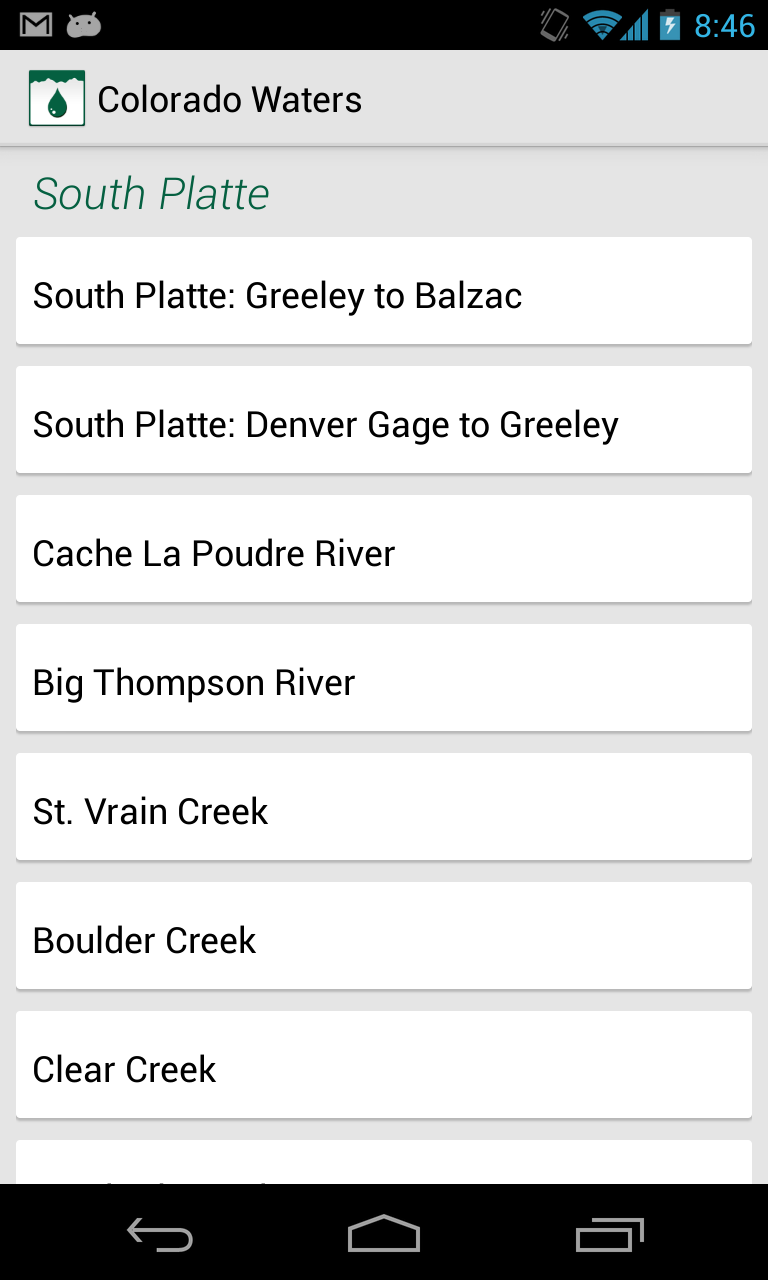 8:46
Colorado Waters
South Platte
South Platte: Greeley to Balzac
South Platte: Denver Gage to Greeley
Cache La Poudre River
Big Thompson River
St. Vrain Creek
Boulder Creek
Clear Creek